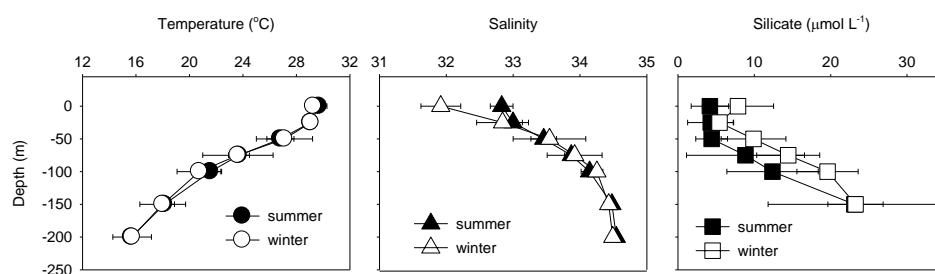 Temperature (°C)
12 16 20 24 28 32
Salinity
31 32 33 34 35
Silicate (μmol L⁻¹)
0 10 20 30
Depth (m)
0
-50
-100
-150
-200
-250
summer
winter
summer
winter
summer
winter